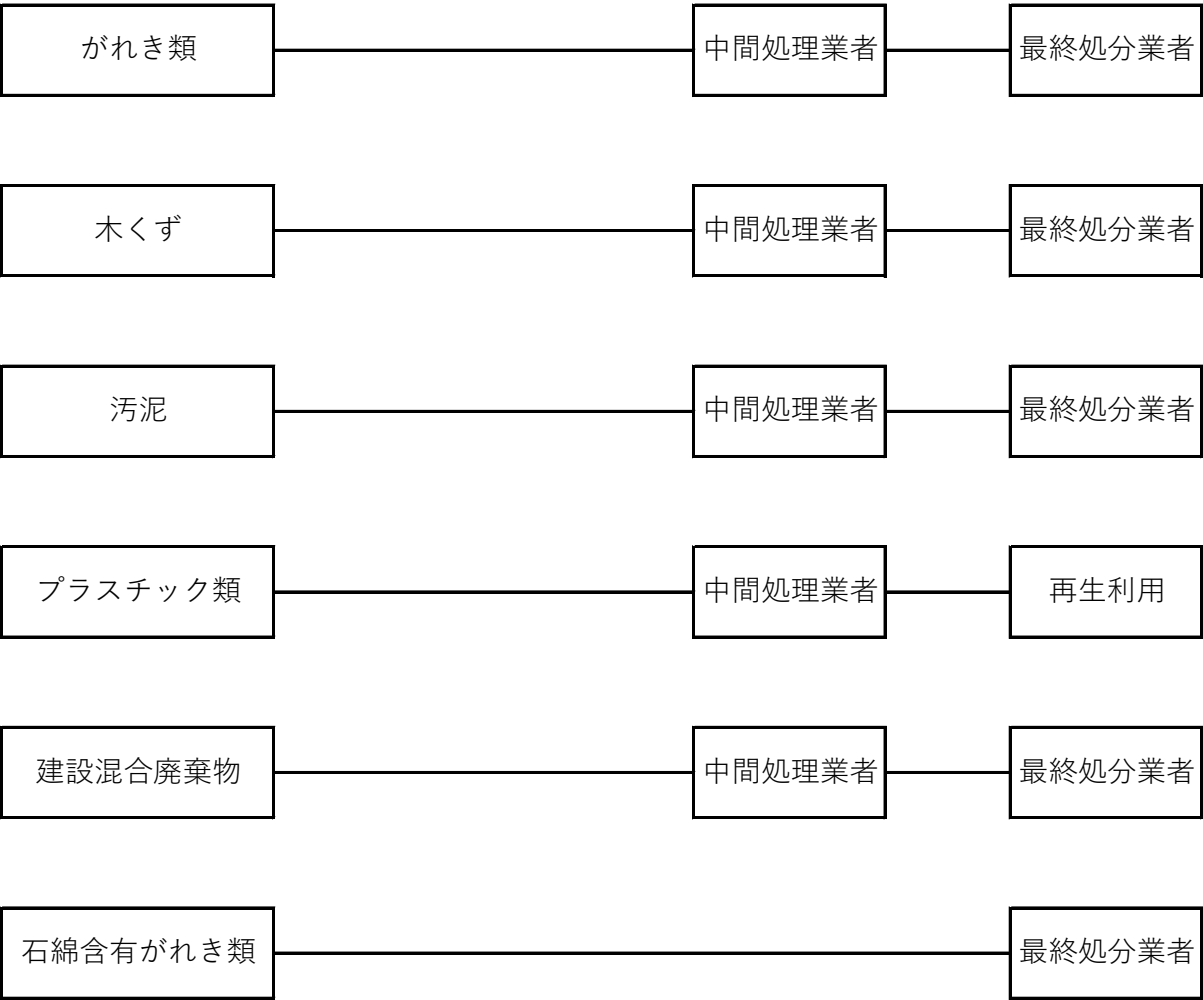 がれき類 中間処理業者 最終処分業者
木くず 中間処理業者 最終処分業者
汚泥 中間処理業者 最終処分業者
プラスチック類 中間処理業者 再生利用
建設混合廃棄物 中間処理業者 最終処分業者
石綿含有がれき類 最終処分業者